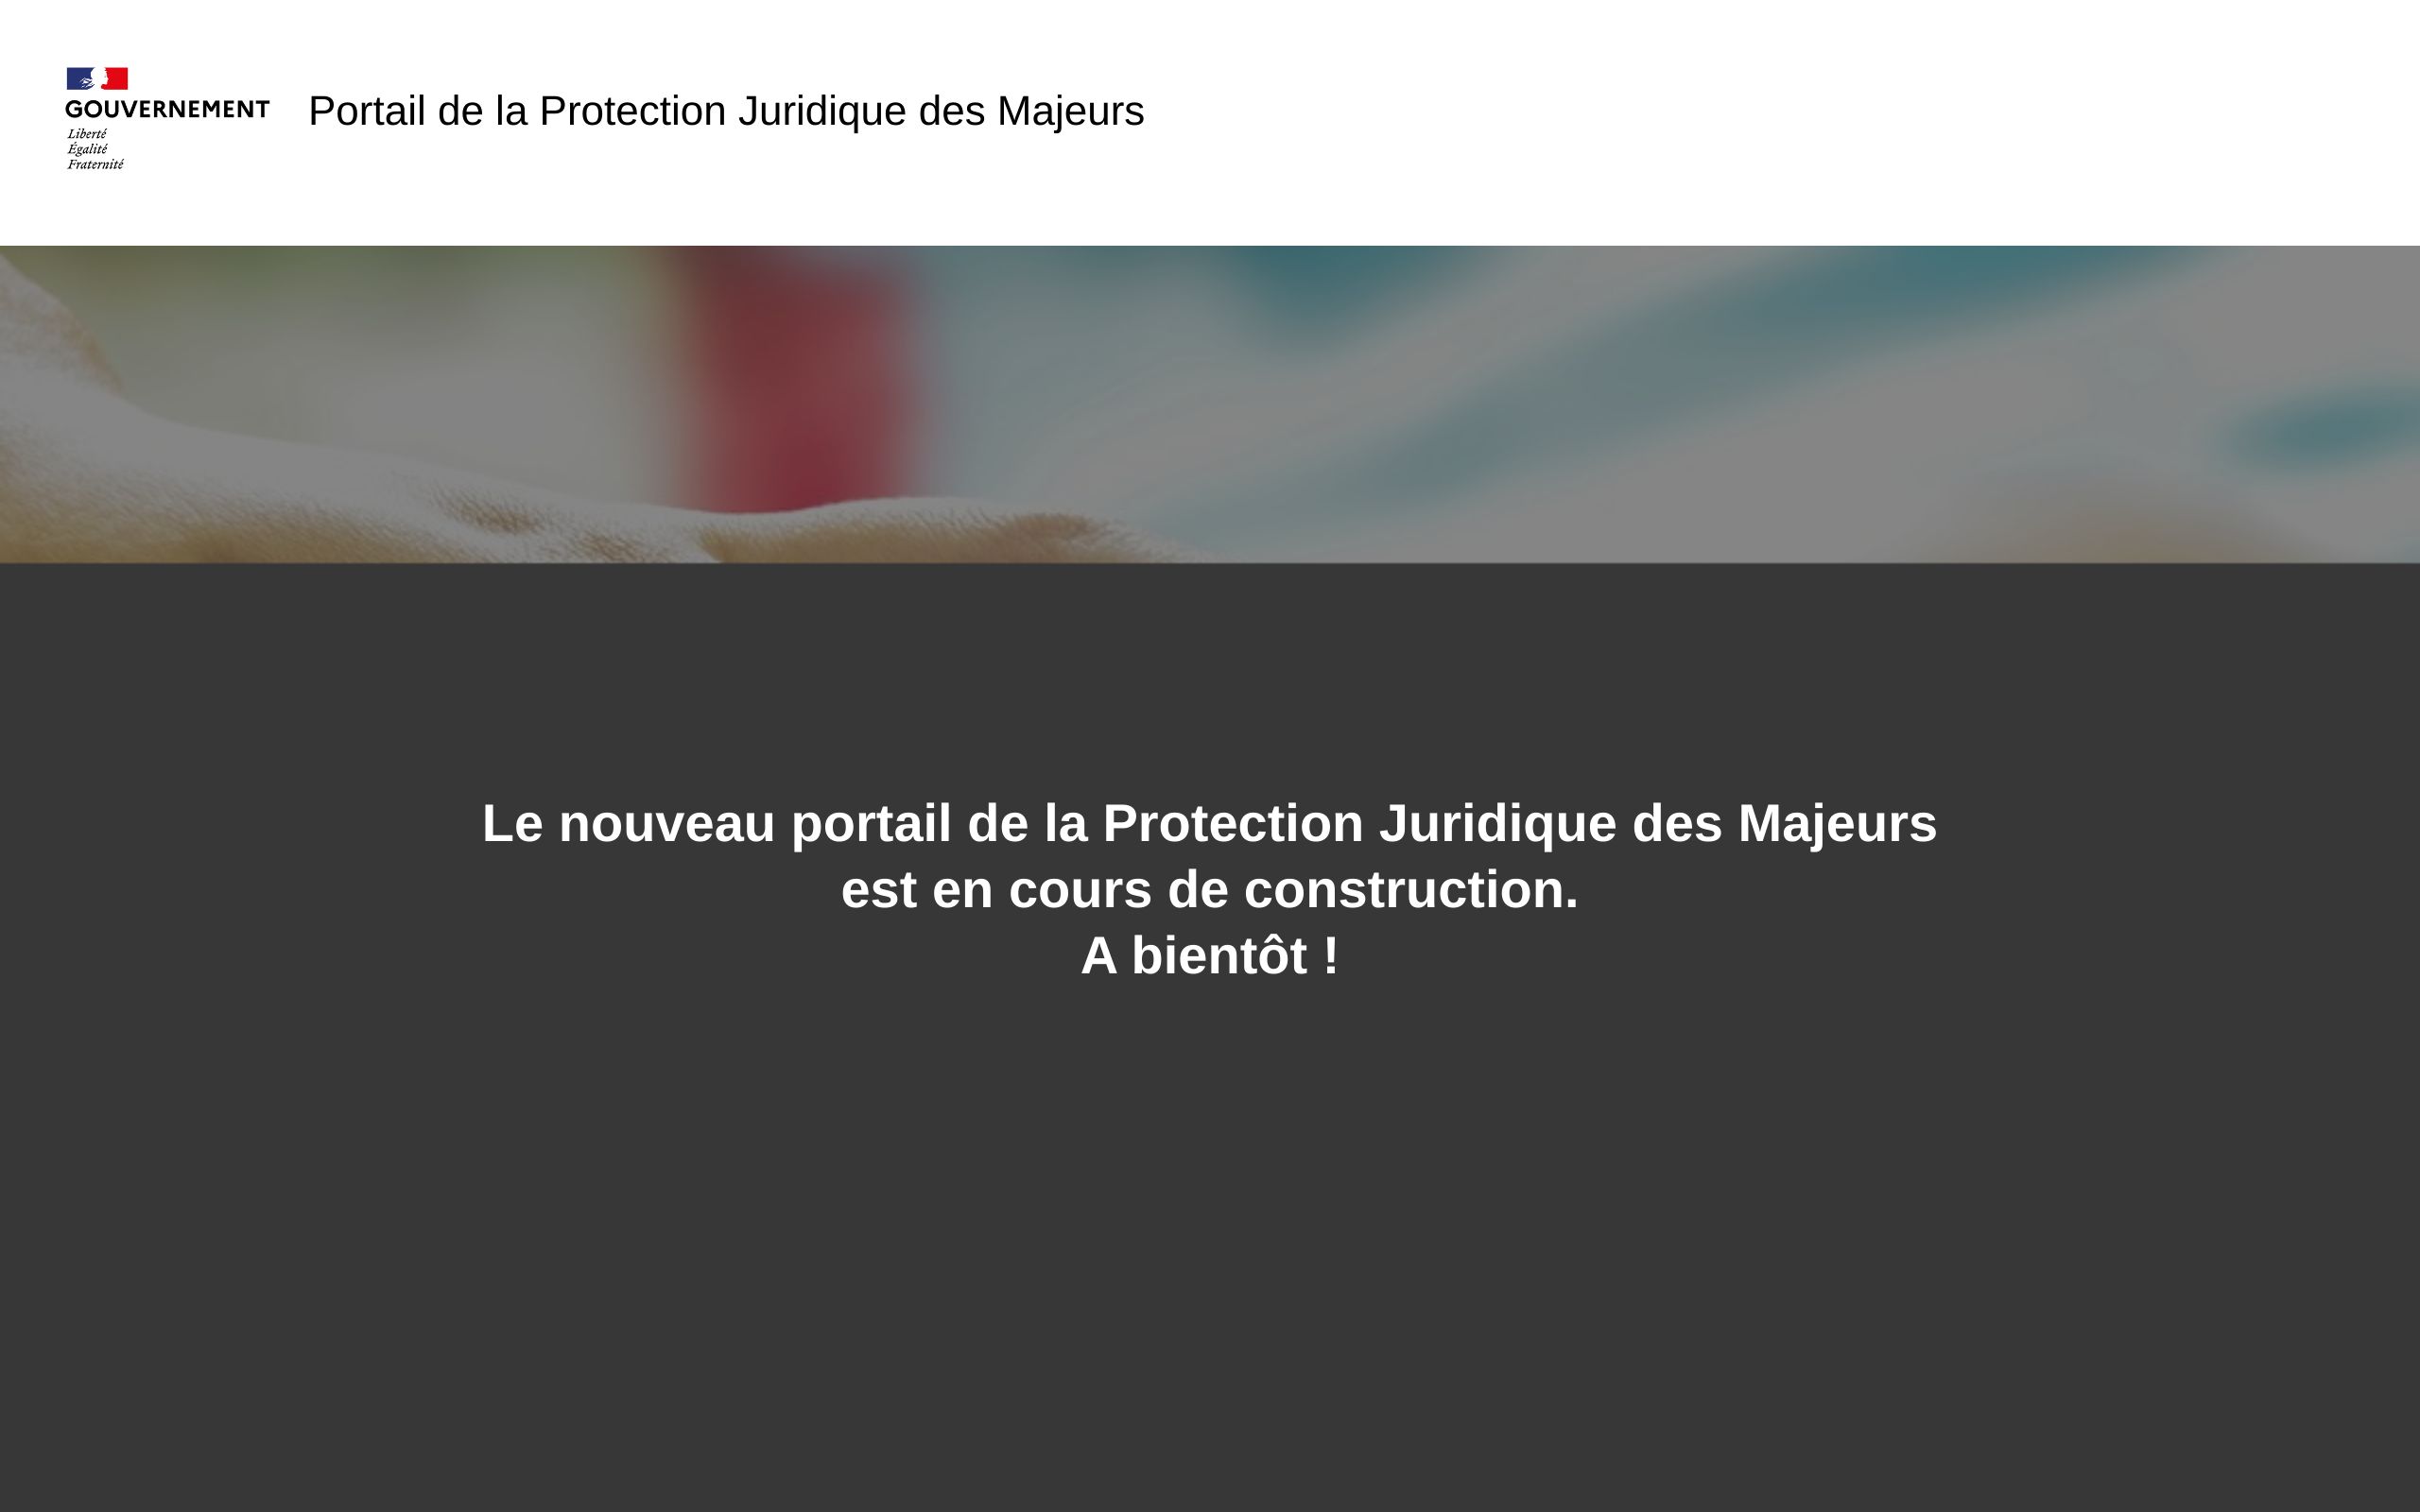 GOUVERNEMENT
Liberté
Égalité
Fraternité
Portail de la Protection Juridique des Majeurs
Le nouveau portail de la Protection Juridique des Majeurs
est en cours de construction.
A bientôt !